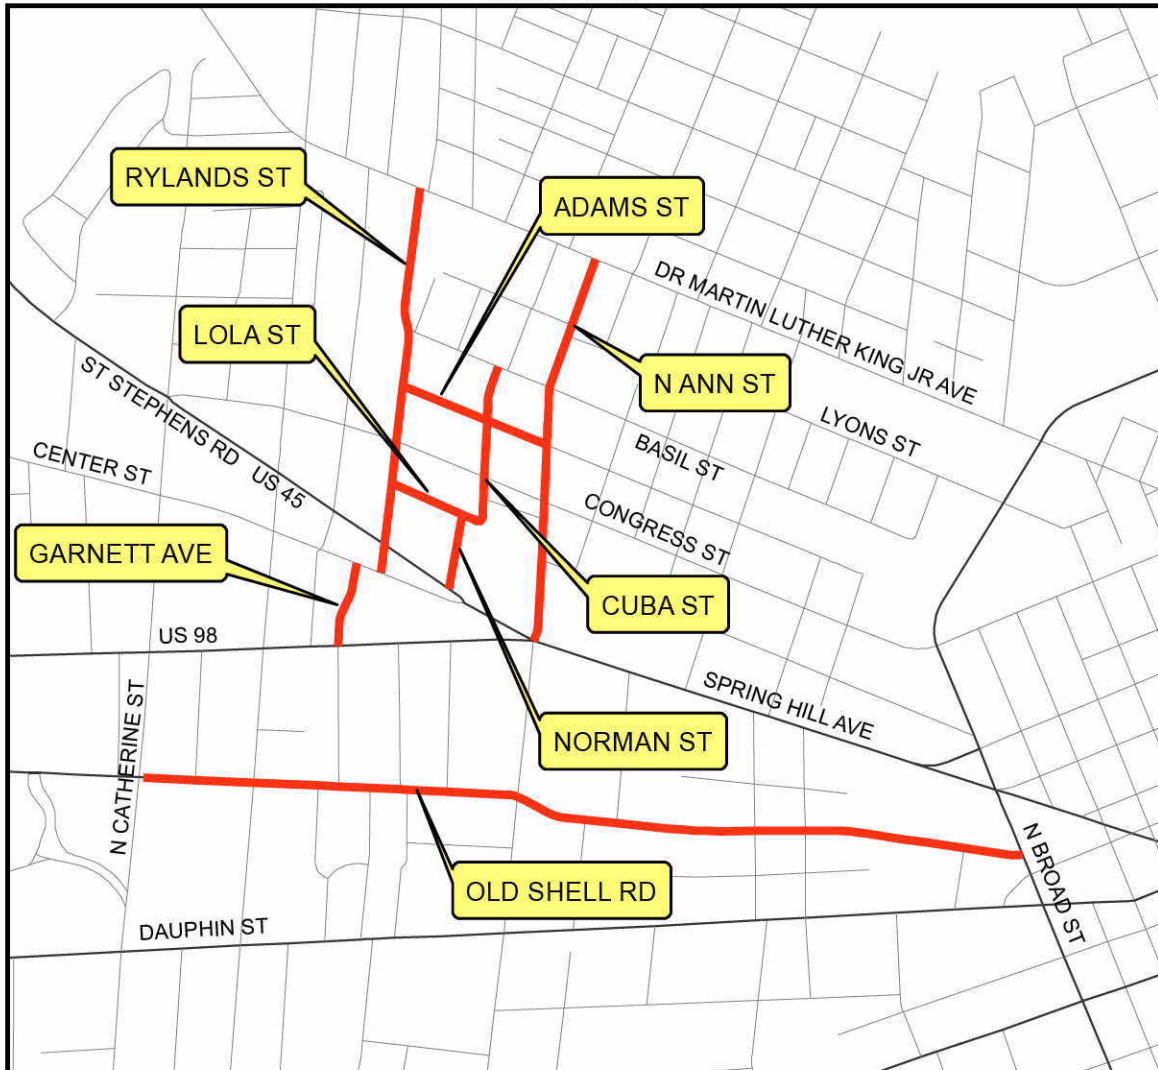 RYLANDS ST
ADAMS ST
DR MARTIN LUTHER KING JR AVE
LOLA ST
N ANN ST
LYONS ST
ST STEPHENS RD US 45
BASIL ST
CENTER ST
CONGRESS ST
GARNETT AVE
CUBA ST
US 98
SPRING HILL AVE
N CATHERINE ST
NORMAN ST
OLD SHELL RD
N BROAD ST
DAUPHIN ST